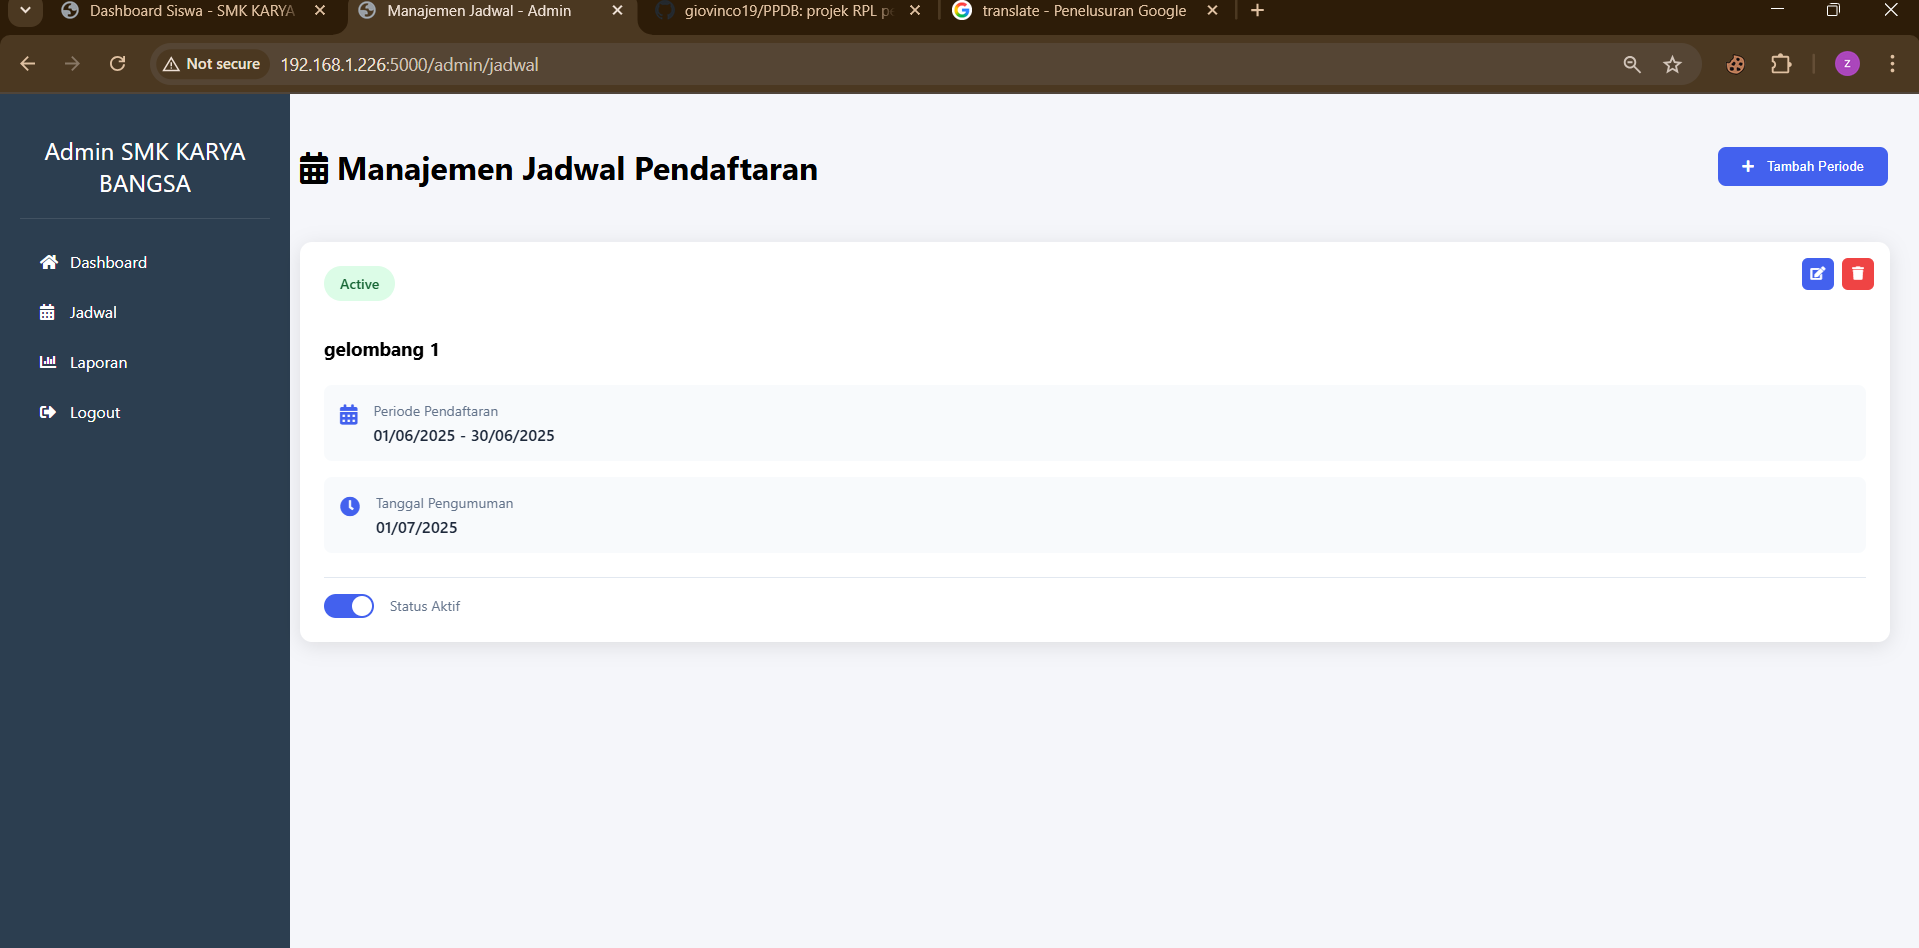 Dashboard Siswa - SMK KARYA
Manajemen Jadwal - Admin
giovinco19/PPDB: projek RPL
translate - Penelusuran Google
Not secure
192.168.1.226:5000/admin/jadwal
z
Admin SMK KARYA
BANGSA
Dashboard
Jadwal
Laporan
Logout
Manajemen Jadwal Pendaftaran
Tambah Periode
Active
gelombang 1
Periode Pendaftaran
01/06/2025 - 30/06/2025
Tanggal Pengumuman
01/07/2025
Status Aktif